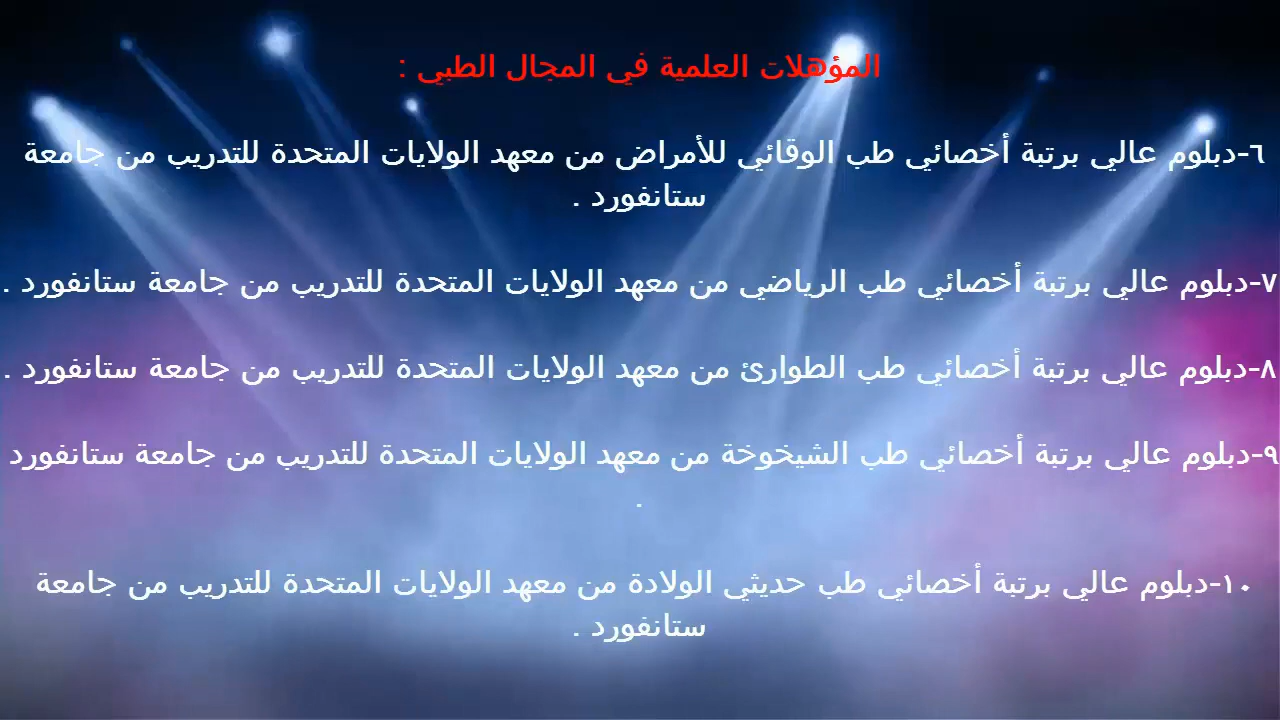 المؤهلات العلمية في المجال الطبي :
٦-دبلوم عالي برتبة أخصائي طب الوقائي للأمراض من معهد الولايات المتحدة للتدريب من جامعة
ستانفورد .
٧-دبلوم عالي برتبة أخصائي طب الرياضي من معهد الولايات المتحدة للتدريب من جامعة ستانفورد .
٨-دبلوم عالي برتبة أخصائي طب الطوارئ من معهد الولايات المتحدة للتدريب من جامعة ستانفورد .
٩-دبلوم عالي برتبة أخصائي طب الشيخوخة من معهد الولايات المتحدة للتدريب من جامعة ستانفورد
.
١٠-دبلوم عالي برتبة أخصائي طب حديثي الولادة من معهد الولايات المتحدة للتدريب من جامعة
ستانفورد .